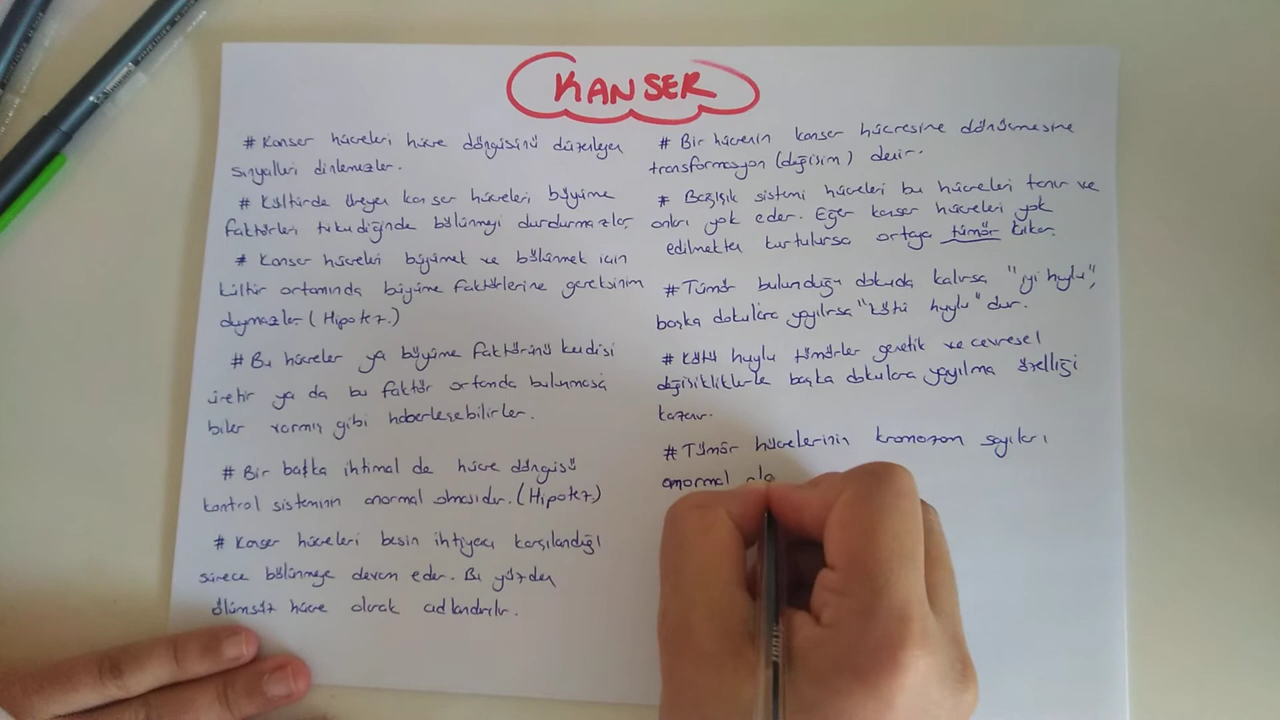 KANSER
# Kanser hücreleri hücre döngüsünü düzenleyen
sinyalleri dinlemezler.
# Kültürde üreyen kanser hücreleri büyüme
faktörleri tükendiğinde bölünmeyi durdurmazlar.
# Kanser hücreleri büyümek ve bölünmek için
kültür ortamında büyüme faktörlerine gereksinim
duymazlar (Hipotez.)
# Bu hücreler ya büyüme faktörünü kendisi
üretir ya da bu faktör ortamda bulunmasa
bile varmış gibi haberleşebilirler.
# Bir başka ihtimal de hücre döngüsü
kontrol sisteminin anormal olmasıdır. (Hipotez)
# Kanser hücreleri besin ihtiyacı karşılandığı
sürece bölünmeye devam eder. Bu yüzden
ölümsüz hücre olarak adlandırılır.
# Bir hücrenin kanser hücresine dönüşmesine
transformasyon (değişim) denir.
# Bağışık sistemi hücreleri bu hücreleri tanır ve
onları yok eder. Eğer kanser hücreleri yok
edilmekten kurtulursa ortaya tümör çıkar.
# Tümör bulunduğu dokuda kalırsa "iyi huylu",
başka dokulara yayılırsa "kötü huylu" dur.
# Kötü huylu tümörler genetik ve çevresel
değişikliklerle başka dokulara yayılma özelliği
kazanır.
# Tümör hücrelerinin kromozom sayıları
anormal ola